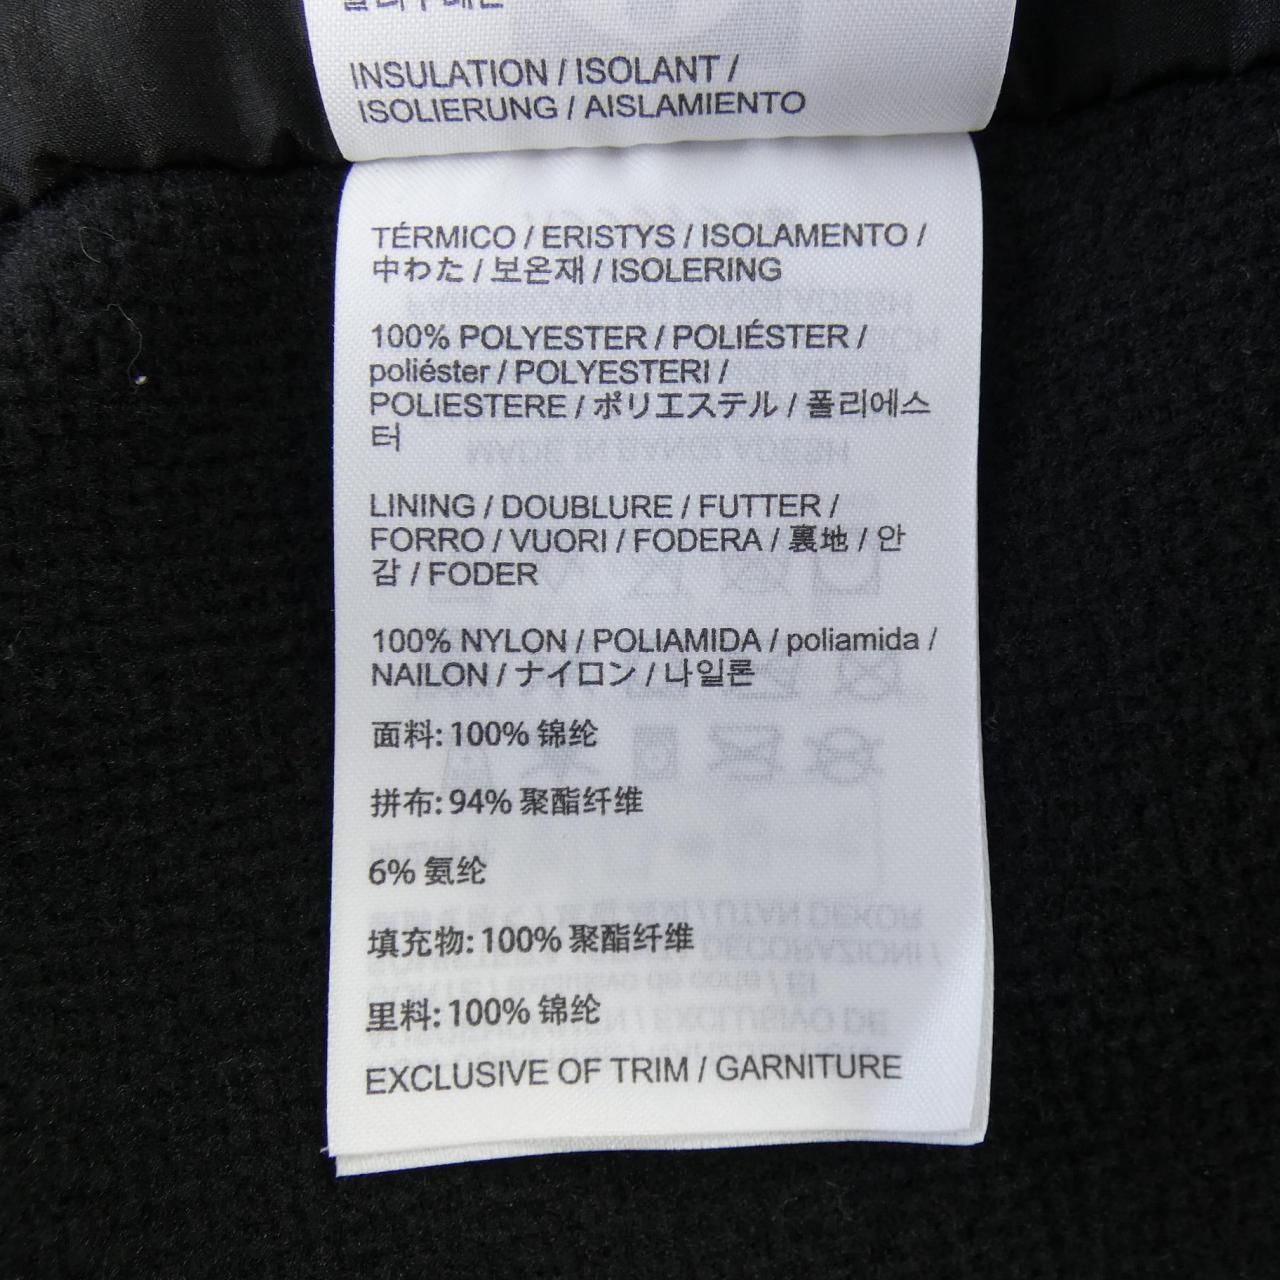 INSULATION / ISOLANT /
ISOLIERUNG / AISLAMIENTO
TÉRMICO / ERISTYS / ISOLAMENTO /
中わた / 보온재 / ISOLERING
100% POLYESTER / POLIÉSTER /
poliéster / POLYESTERI /
POLIESTERE / ポリエステル / 폴리에스
터
LINING / DOUBLURE / FUTTER /
FORRO / VUORI / FODERA / 裏地 / 안
감 / FODER
100% NYLON / POLIAMIDA / poliamida /
NAILON / ナイロン / 나일론
面料: 100% 锦纶
拼布: 94% 聚酯纤维
6% 氨纶
填充物: 100% 聚酯纤维
里料: 100% 锦纶
EXCLUSIVE OF TRIM / GARNITURE